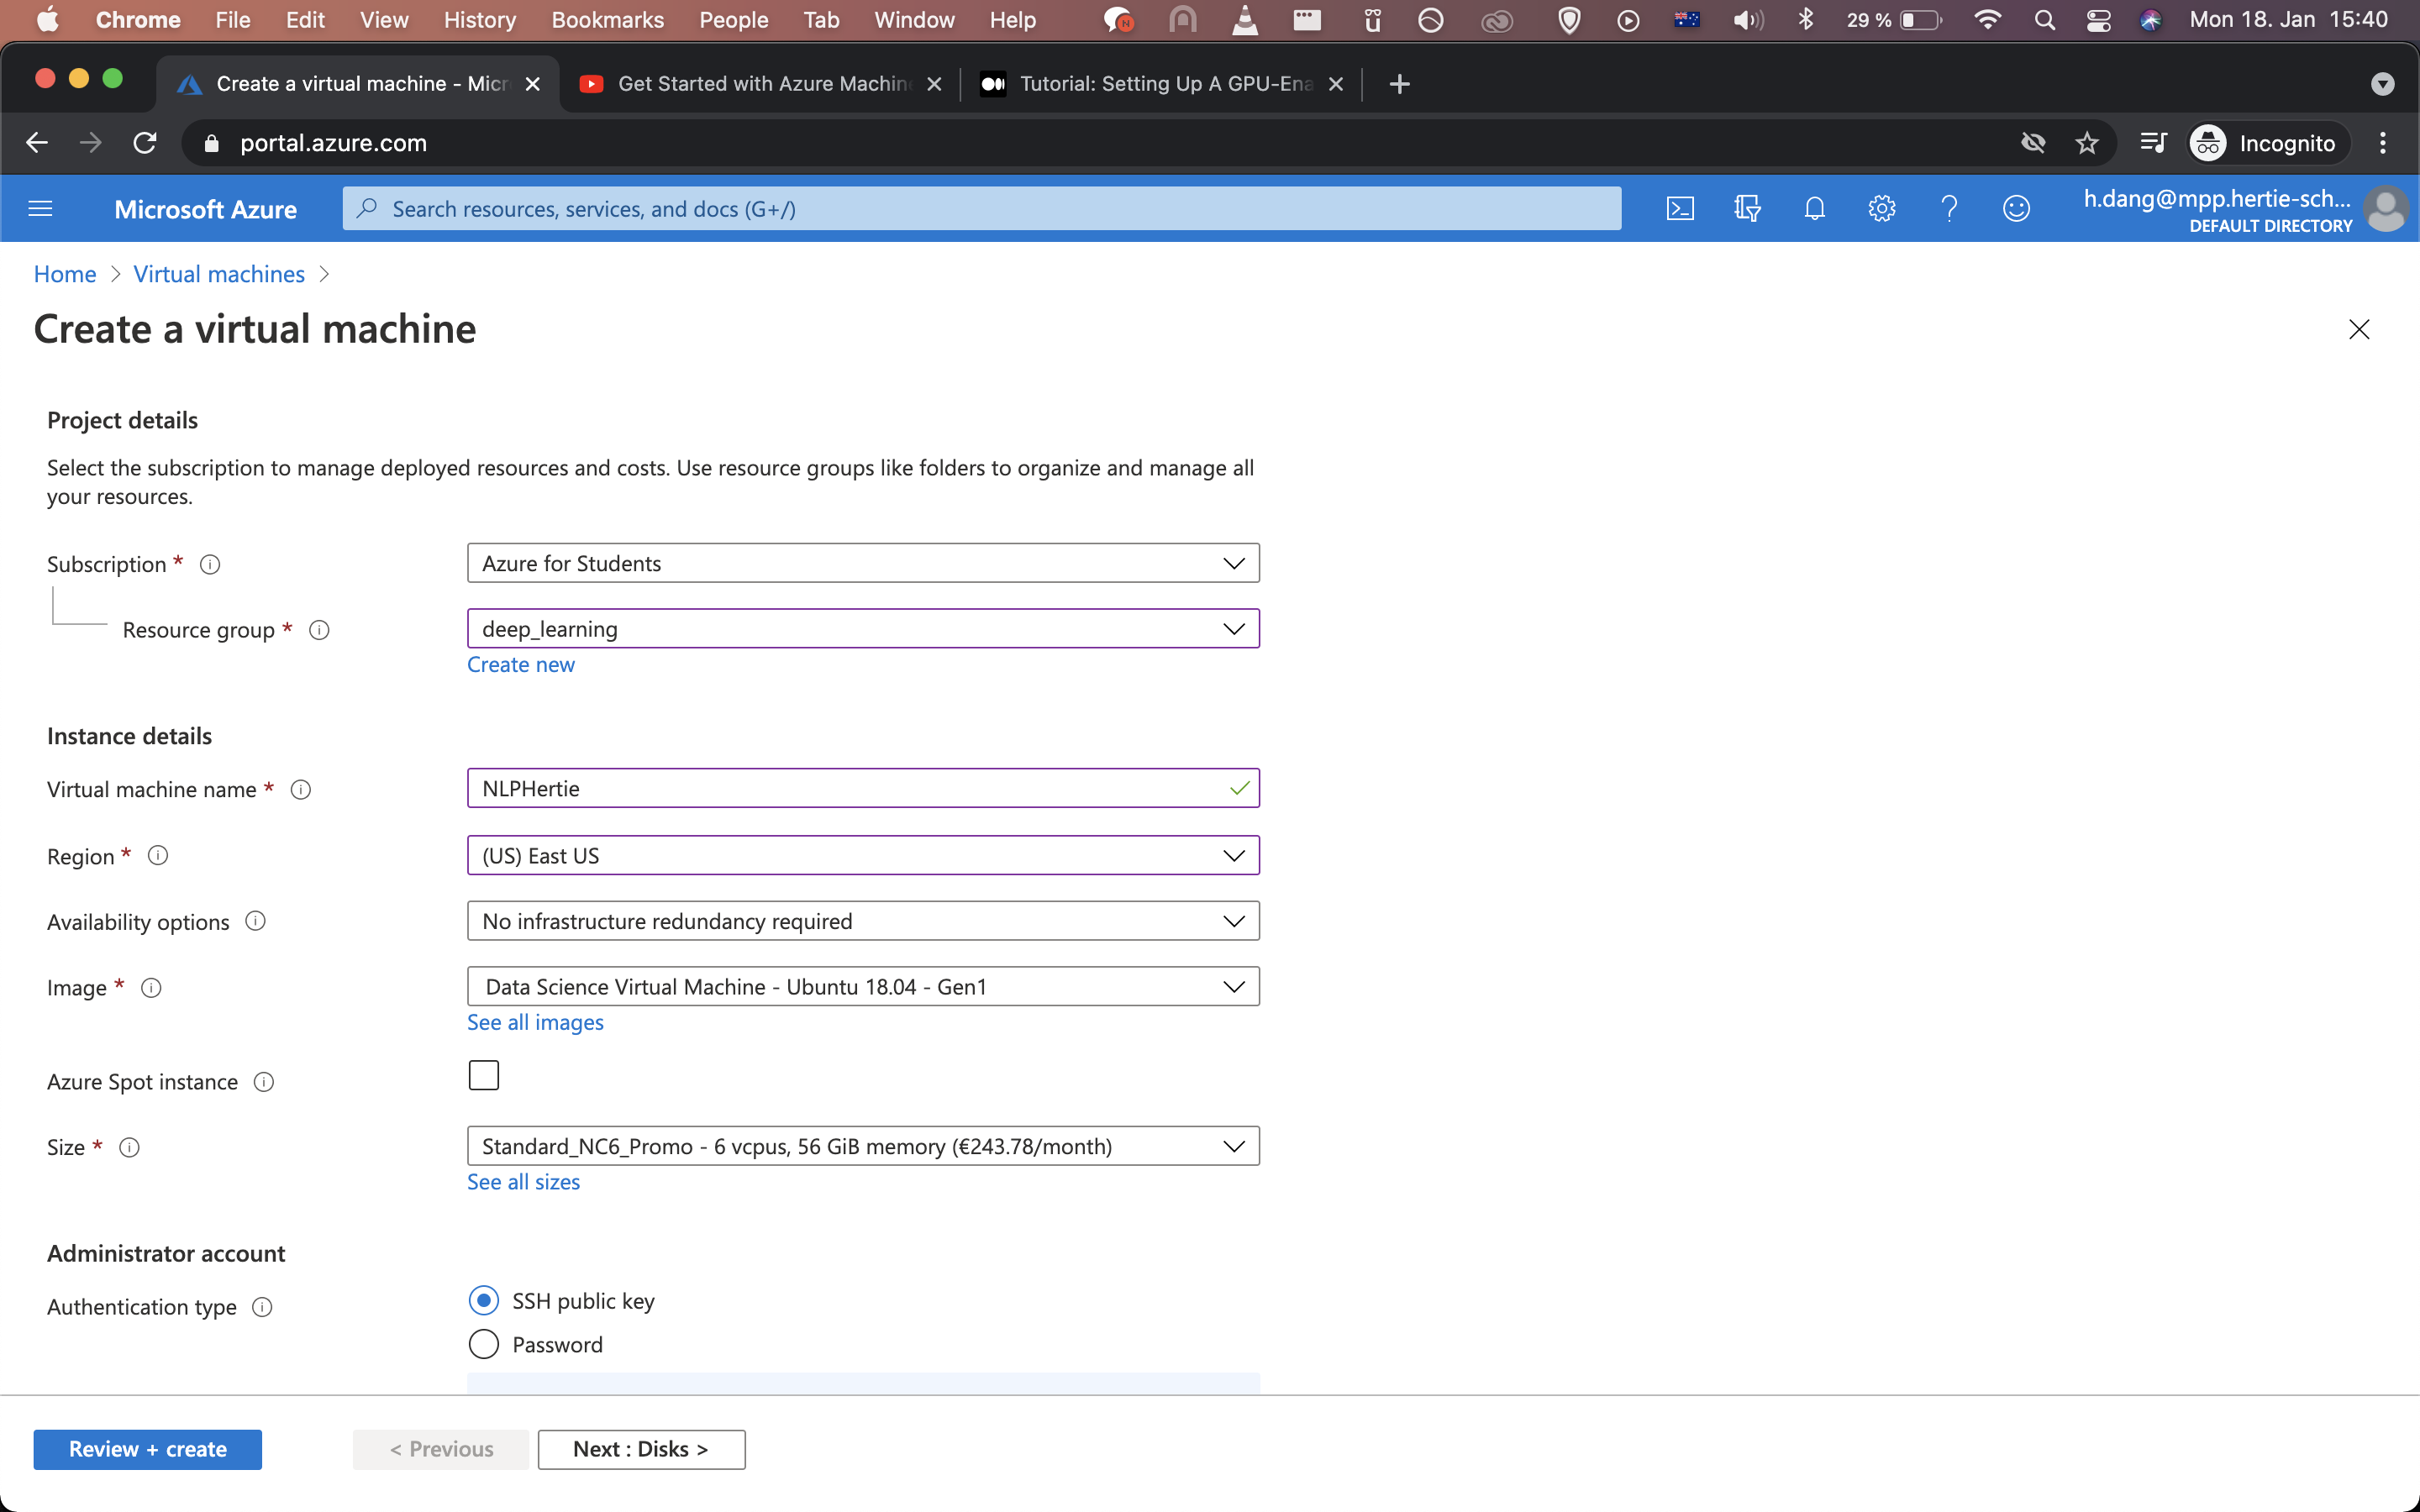 Chrome File Edit View History Bookmarks People Tab Window Help N ü 29 % Mon 18. Jan 15:40
Create a virtual machine - Micr Get Started with Azure Machin Tutorial: Setting Up A GPU-Ena
portal.azure.com Incognito
Microsoft Azure Search resources, services, and docs (G+/) h.dang@mpp.hertie-sch...
DEFAULT DIRECTORY
Home > Virtual machines >
Create a virtual machine
Project details
Select the subscription to manage deployed resources and costs. Use resource groups like folders to organize and manage all
your resources.
Subscription * Azure for Students
Resource group * deep_learning
Create new
Instance details
Virtual machine name * NLPHertie
Region * (US) East US
Availability options No infrastructure redundancy required
Image * Data Science Virtual Machine - Ubuntu 18.04 - Gen1
See all images
Azure Spot instance
Size * Standard_NC6_Promo - 6 vcpus, 56 GiB memory (€243.78/month)
See all sizes
Administrator account
Authentication type SSH public key
Password
Review + create < Previous Next : Disks >